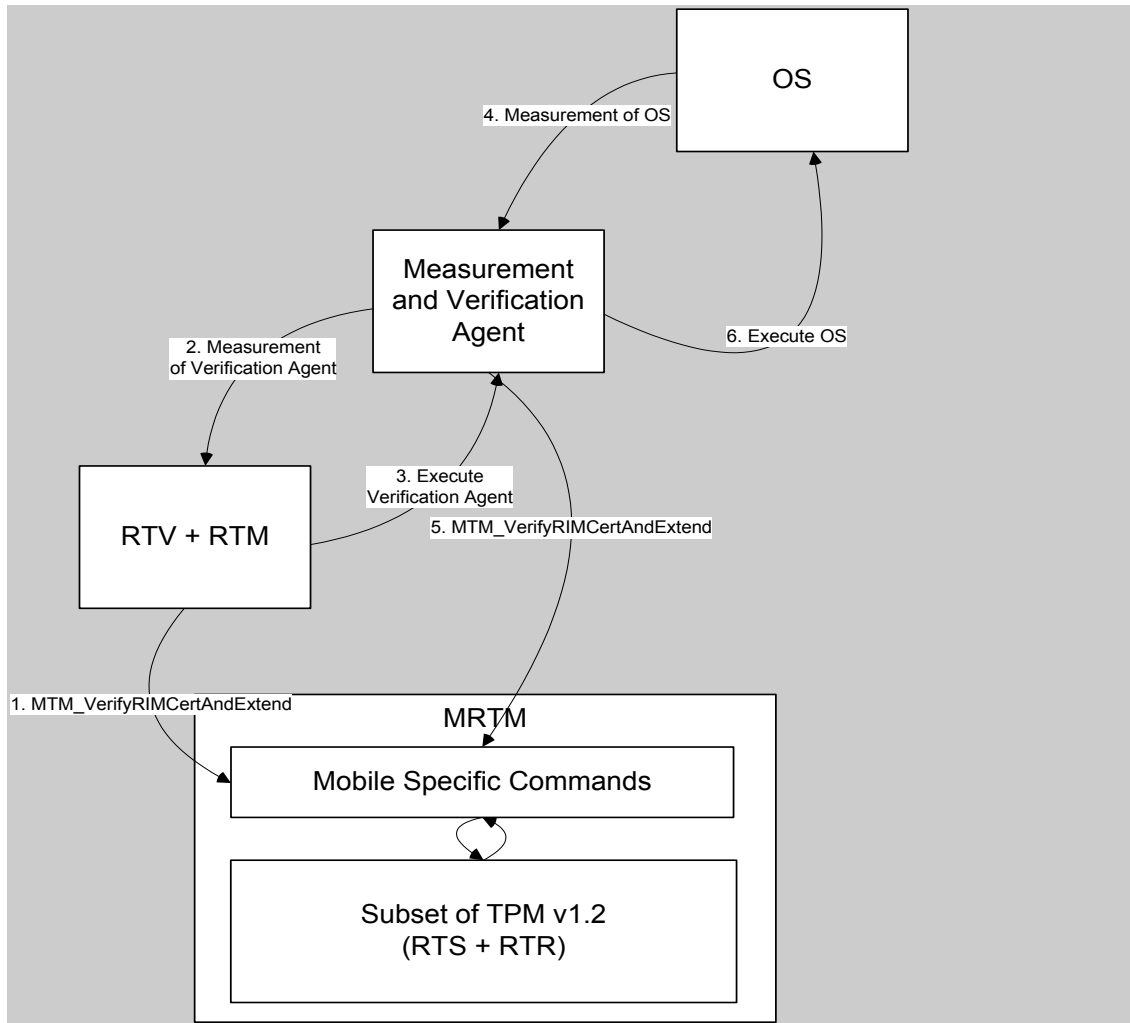 OS
4. Measurement of OS
Measurement
and Verification
Agent
6. Execute OS
2. Measurement
of Verification Agent
3. Execute
Verification Agent
5. MTM_VerifyRIMCertAndExtend
RTV + RTM
1. MTM_VerifyRIMCertAndExtend
MRTM
Mobile Specific Commands
Subset of TPM v1.2
(RTS + RTR)